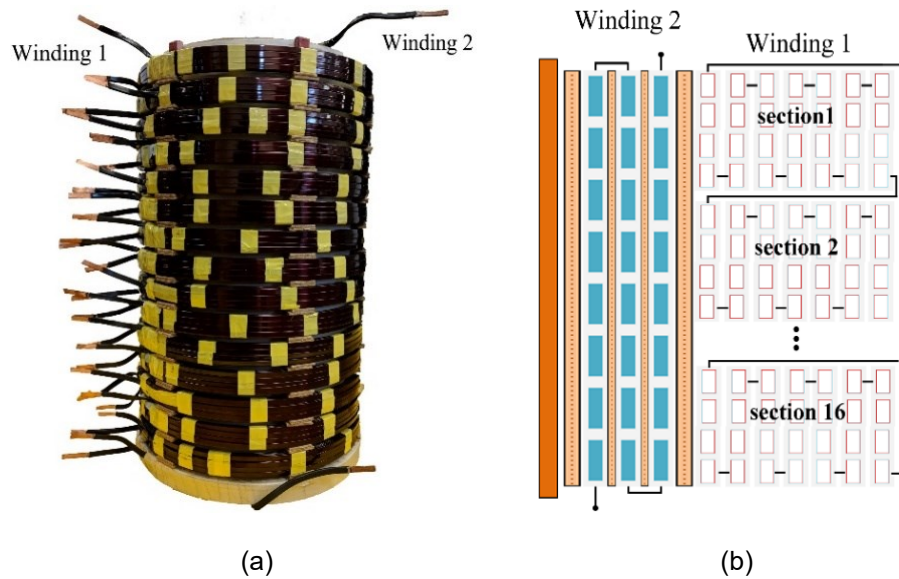 Winding 1
Winding 2
Winding 2
Winding 1
section1
section 2
section 16
(a)
(b)